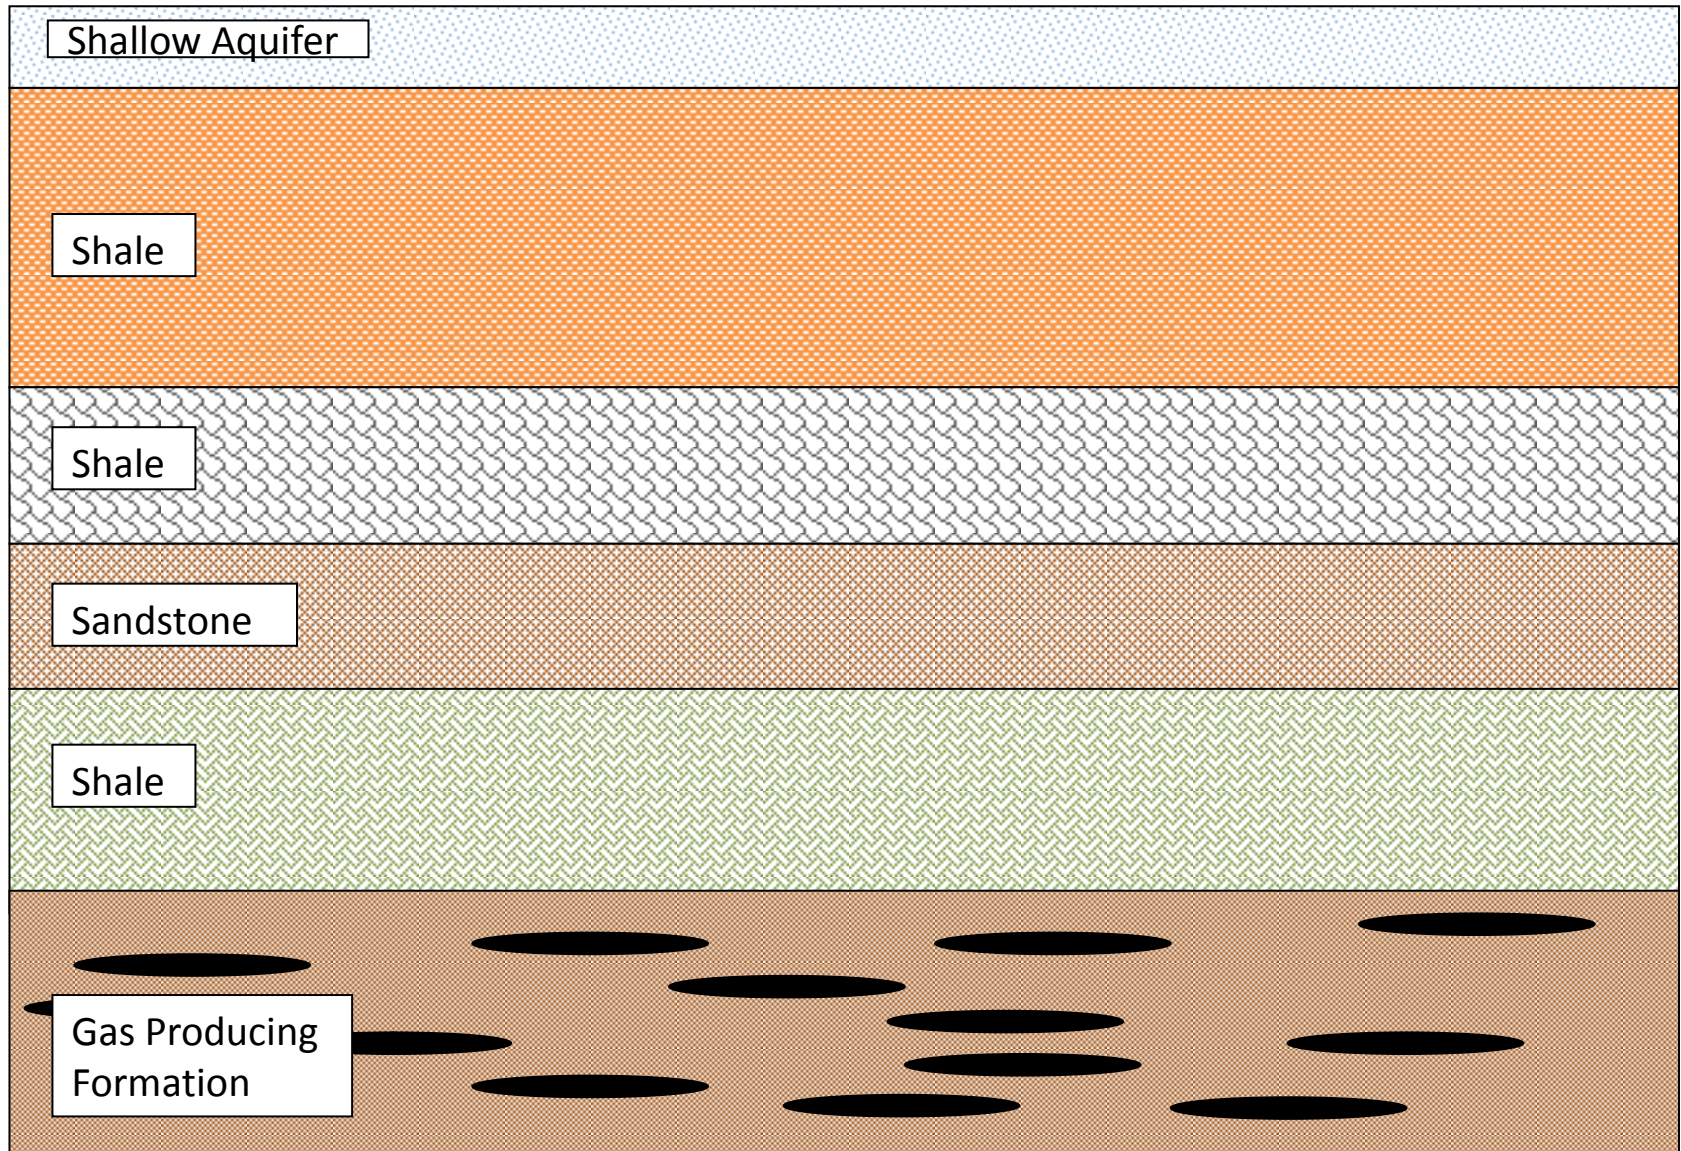 Shallow Aquifer
Shale
Shale
Sandstone
Shale
Gas Producing
Formation